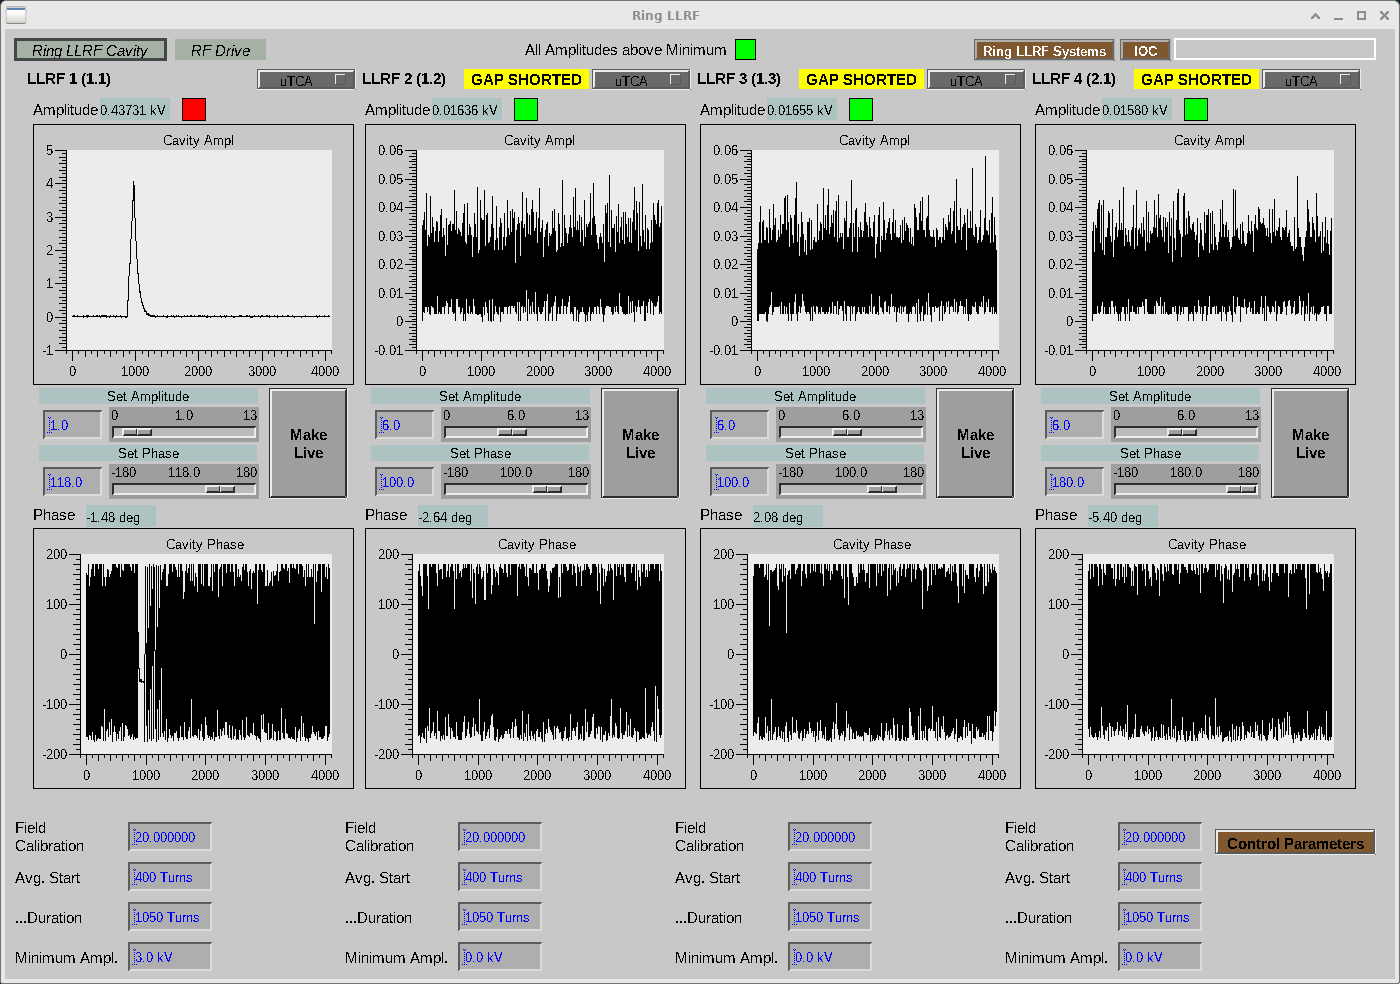 Ring LLRF
Ring LLRF Cavity RF Drive All Amplitudes above Minimum Ring LLRF Systems IOC
LLRF 1 (1.1) uTCA LLRF 2 (1.2) GAP SHORTED uTCA LLRF 3 (1.3) GAP SHORTED uTCA LLRF 4 (2.1) GAP SHORTED uTCA
Amplitude 0.43731 kV Amplitude 0.01636 kV Amplitude 0.01655 kV Amplitude 0.01580 kV
Cavity Ampl Cavity Ampl Cavity Ampl Cavity Ampl
5 0.06 0.06 0.06
4 0.05 0.05 0.05
3 0.04 0.04 0.04
2 0.03 0.03 0.03
1 0.02 0.02 0.02
0 0.01 0.01 0.01
0 0 0
-1 -0.01 -0.01 -0.01
0 1000 2000 3000 4000 0 1000 2000 3000 4000 0 1000 2000 3000 4000 0 1000 2000 3000 4000
Set Amplitude Set Amplitude Set Amplitude Set Amplitude
1.0 0 1.0 13 6.0 0 6.0 13 6.0 0 6.0 13 6.0 0 6.0 13
Make Live Make Live Make Live Make Live
Set Phase Set Phase Set Phase Set Phase
118.0 -180 118.0 180 100.0 -180 100.0 180 100.0 -180 100.0 180 180.0 -180 180.0 180
Phase -1.48 deg Phase -2.64 deg Phase 2.08 deg Phase -5.40 deg
Cavity Phase Cavity Phase Cavity Phase Cavity Phase
200 200 200 200
100 100 100 100
0 0 0 0
-100 -100 -100 -100
-200 -200 -200 -200
0 1000 2000 3000 4000 0 1000 2000 3000 4000 0 1000 2000 3000 4000 0 1000 2000 3000 4000
Field Calibration 20.000000 Field Calibration 20.000000 Field Calibration 20.000000 Field Calibration 20.000000 Control Parameters
Avg. Start 400 Turns Avg. Start 400 Turns Avg. Start 400 Turns Avg. Start 400 Turns
...Duration 1050 Turns ...Duration 1050 Turns ...Duration 1050 Turns ...Duration 1050 Turns
Minimum Ampl. 3.0 kV Minimum Ampl. 0.0 kV Minimum Ampl. 0.0 kV Minimum Ampl. 0.0 kV